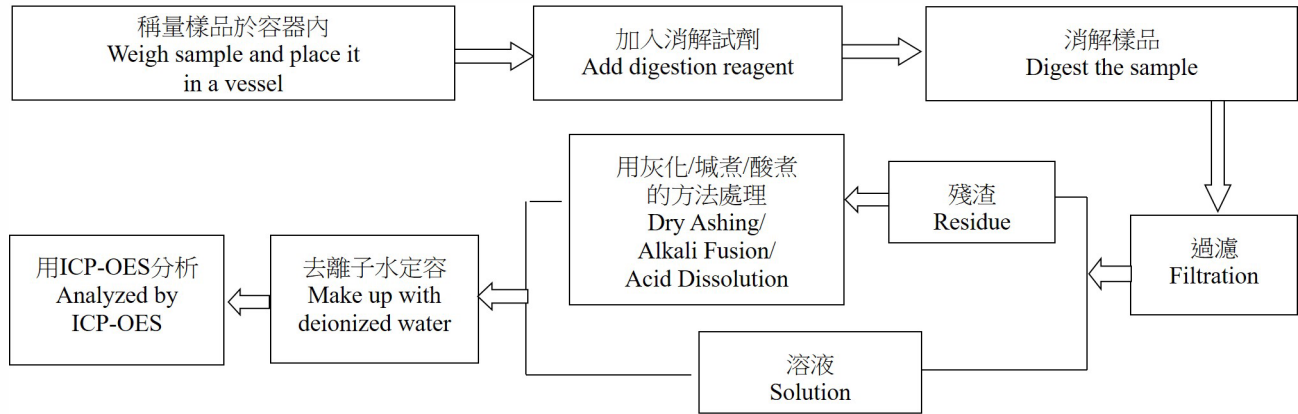 稱量樣品於容器內
Weigh sample and place it
in a vessel
加入消解試劑
Add digestion reagent
消解樣品
Digest the sample
過濾
Filtration
殘渣
Residue
用灰化/堿煮/酸煮
的方法處理
Dry Ashing/
Alkali Fusion/
Acid Dissolution
溶液
Solution
去離子水定容
Make up with
deionized water
用ICP-OES分析
Analyzed by
ICP-OES